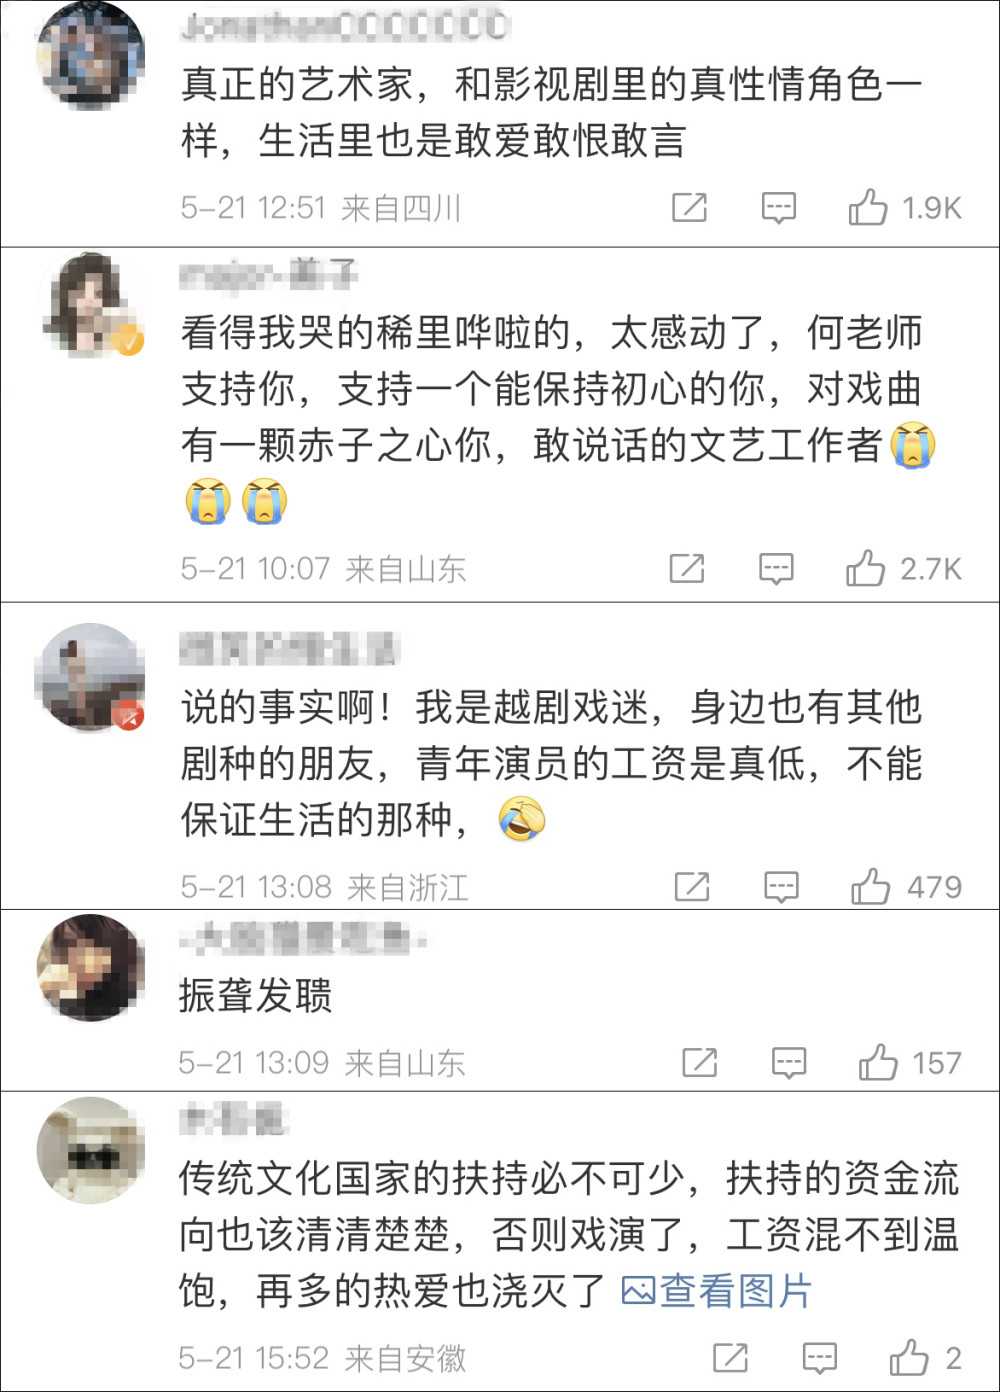 真正的艺术家，和影视剧里的真性情角色一
样，生活里也是敢爱敢恨敢言
5-21 12:51 来自四川
1.9K
看得我哭的稀里哗啦的，太感动了，何老师
支持你，支持一个能保持初心的你，对戏曲
有一颗赤子之心你，敢说话的文艺工作者😭
😭😭
5-21 10:07 来自山东
2.7K
说的事实啊！我是越剧戏迷，身边也有其他
剧种的朋友，青年演员的工资是真低，不能
保证生活的那种，
5-21 13:08 来自浙江
479
振聋发聩
5-21 13:09 来自山东
157
传统文化国家的扶持必不可少，扶持的资金流
向也该清清楚楚，否则戏演了，工资混不到温
饱，再多的热爱也浇灭了 查看图片
5-21 15:52 来自安徽
2